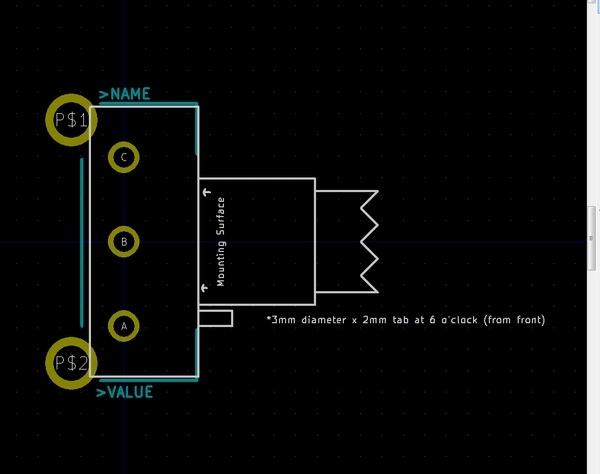 >NAME
P$1
C
B
Mounting Surface
A
*3mm diameter x 2mm tab at 6 o'clock (from front)
P$2
>VALUE